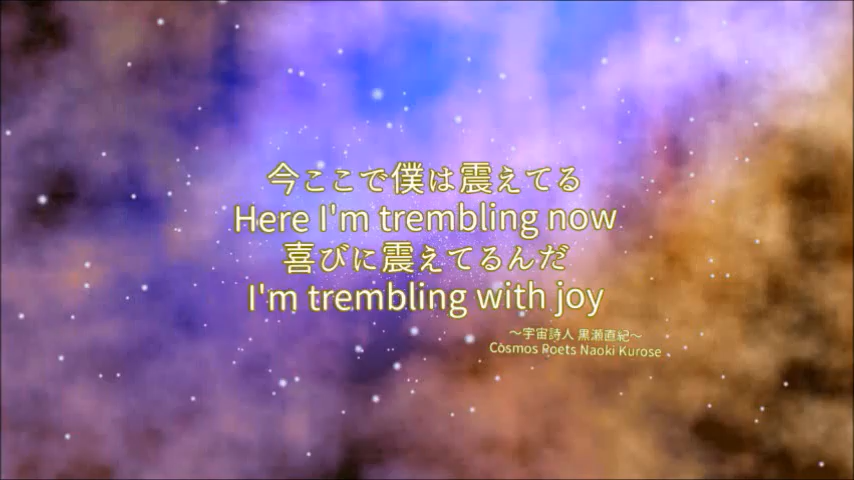 今ここで僕は震えてる
Here I'm trembling now
喜びに震えてるんだ
I'm trembling with joy
～宇宙詩人 黒瀬直紀～
Cosmos Poets Naoki Kurose